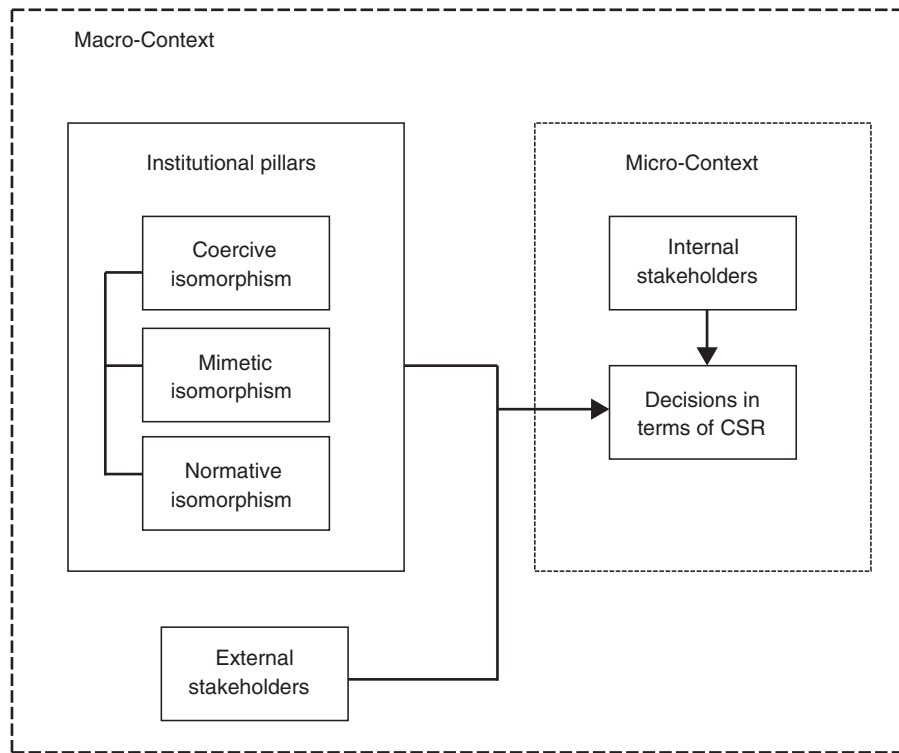 Macro-Context
Institutional pillars
Coercive
isomorphism
Mimetic
isomorphism
Normative
isomorphism
External
stakeholders
Micro-Context
Internal
stakeholders
Decisions in
terms of CSR